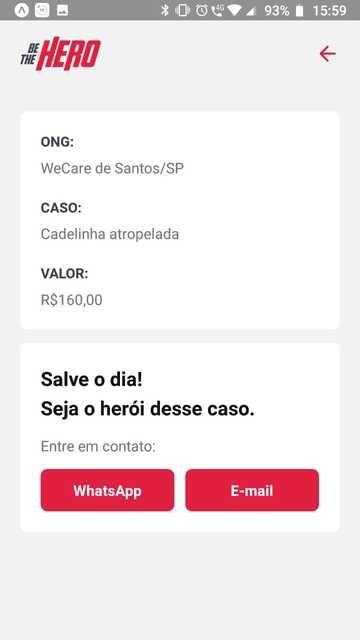 4G 93% 15:59
BE THE HERO
ONG:
WeCare de Santos/SP
CASO:
Cadelinha atropelada
VALOR:
R$160,00
Salve o dia!
Seja o herói desse caso.
Entre em contato:
WhatsApp E-mail